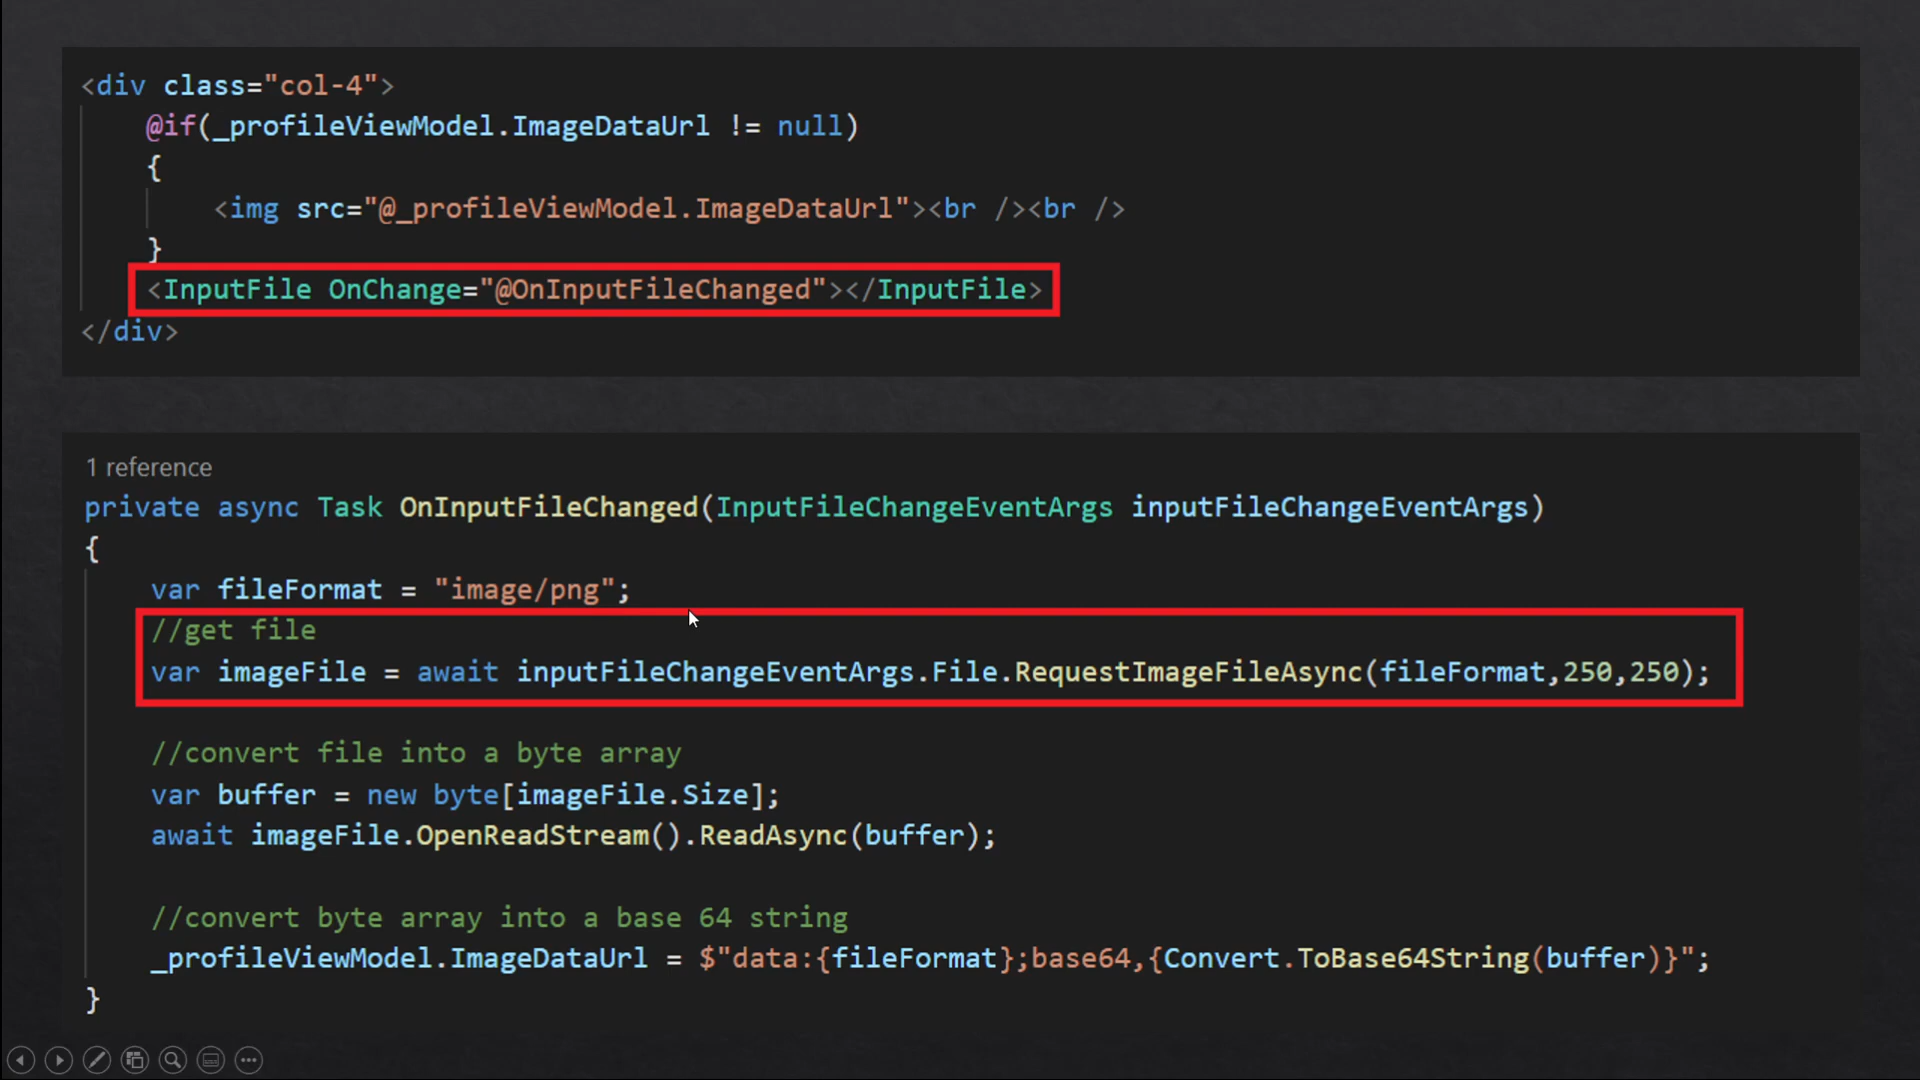 <div class="col-4">
@if(_profileViewModel.ImageDataUrl != null)
{
<img src="@_profileViewModel.ImageDataUrl"><br /><br />
}
<InputFile OnChange="@OnInputFileChanged"></InputFile>
</div>
1 reference
private async Task OnInputFileChanged(InputFileChangeEventArgs inputFileChangeEventArgs)
{
var fileFormat = "image/png";
//get file
var imageFile = await inputFileChangeEventArgs.File.RequestImageFileAsync(fileFormat,250,250);
//convert file into a byte array
var buffer = new byte[imageFile.Size];
await imageFile.OpenReadStream().ReadAsync(buffer);
//convert byte array into a base 64 string
_profileViewModel.ImageDataUrl = $"data:{fileFormat};base64,{Convert.ToBase64String(buffer)}";
}